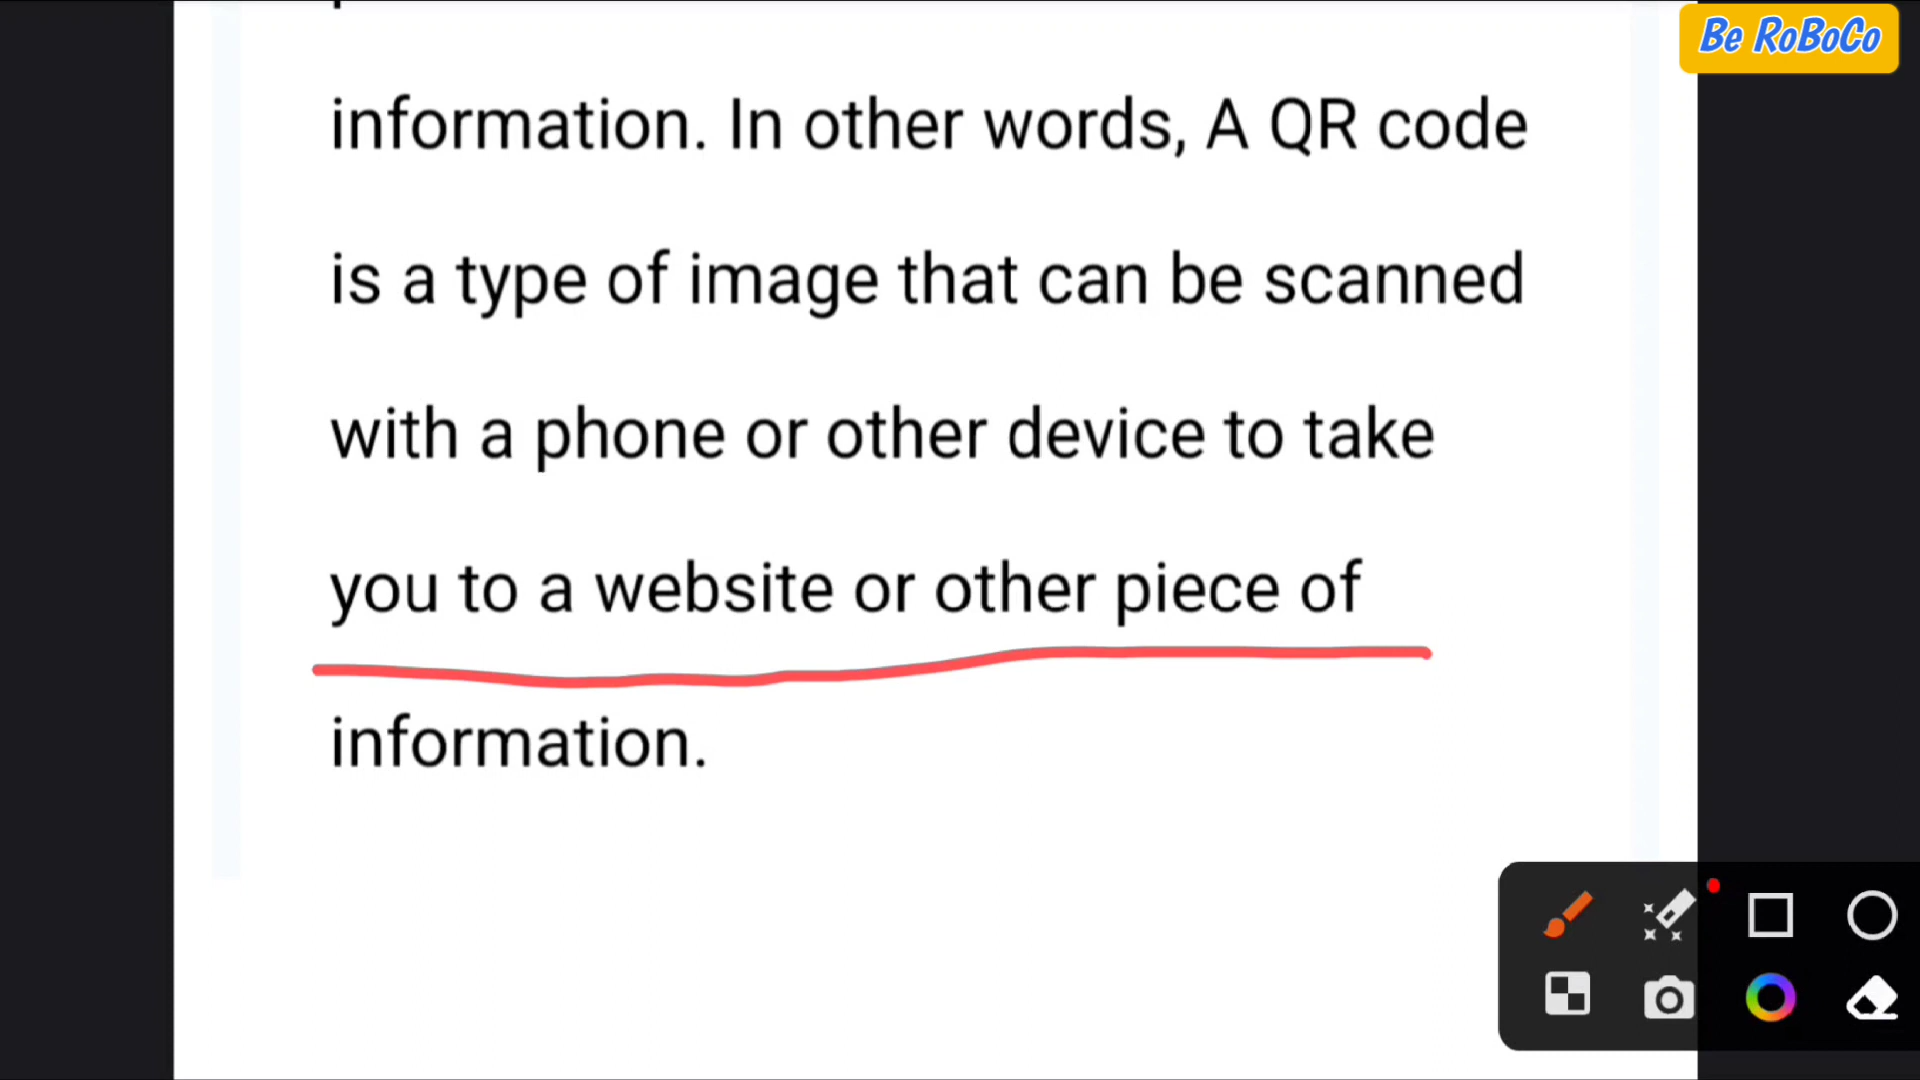 Be RoBoCo
information. In other words, A QR code
is a type of image that can be scanned
with a phone or other device to take
you to a website or other piece of
information.